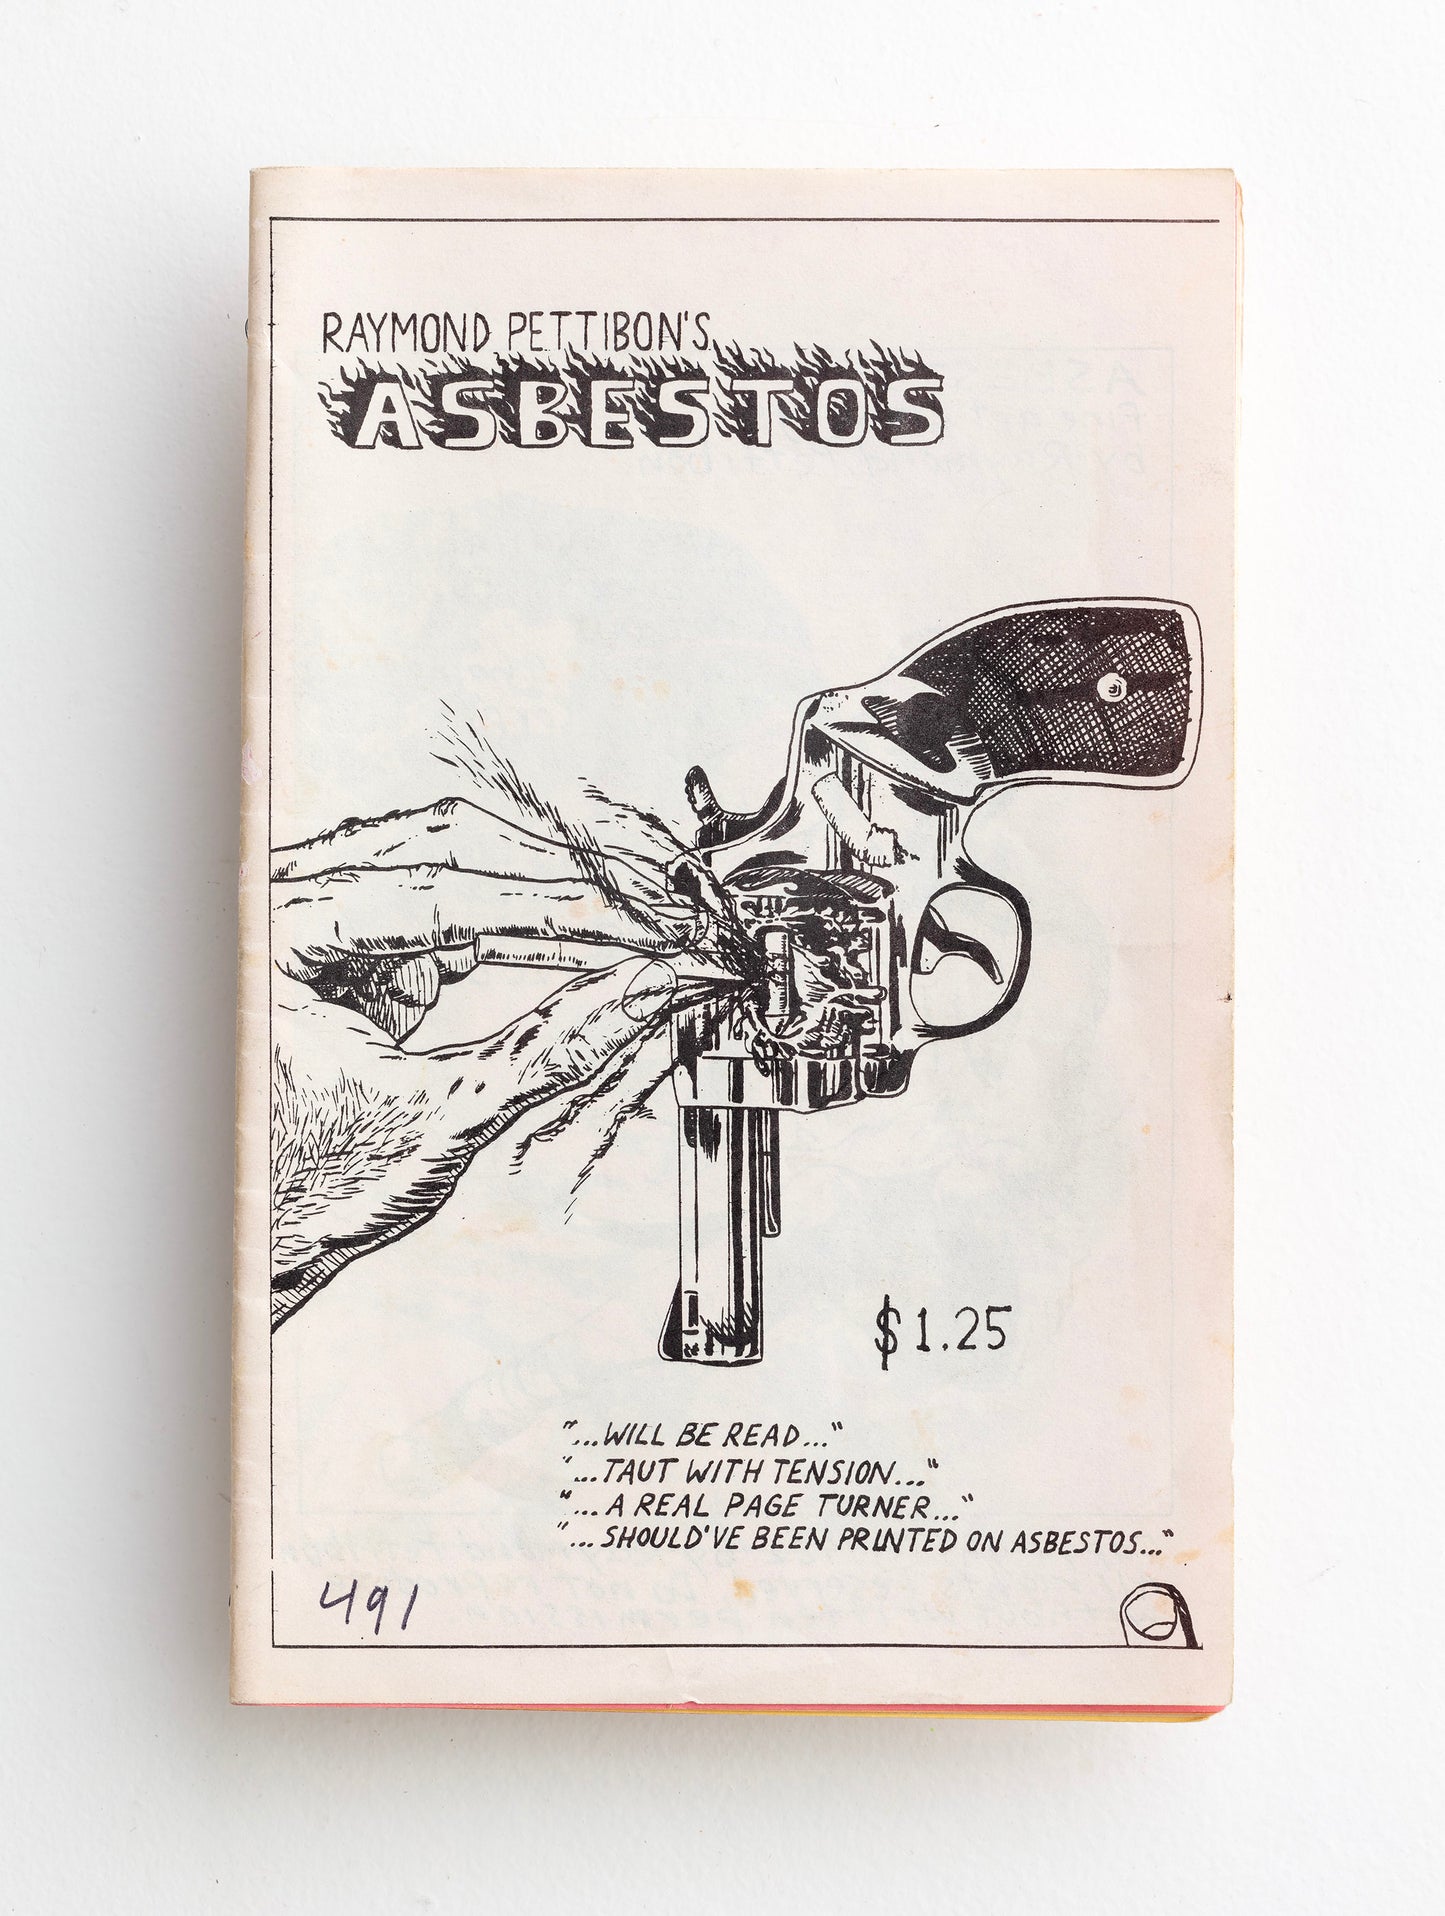 RAYMOND PETTIBON'S
ASBESTOS
$1.25
"...WILL BE READ..."
"...TAUT WITH TENSION..."
"...A REAL PAGE TURNER..."
"...SHOULD'VE BEEN PRINTED ON ASBESTOS..."
491